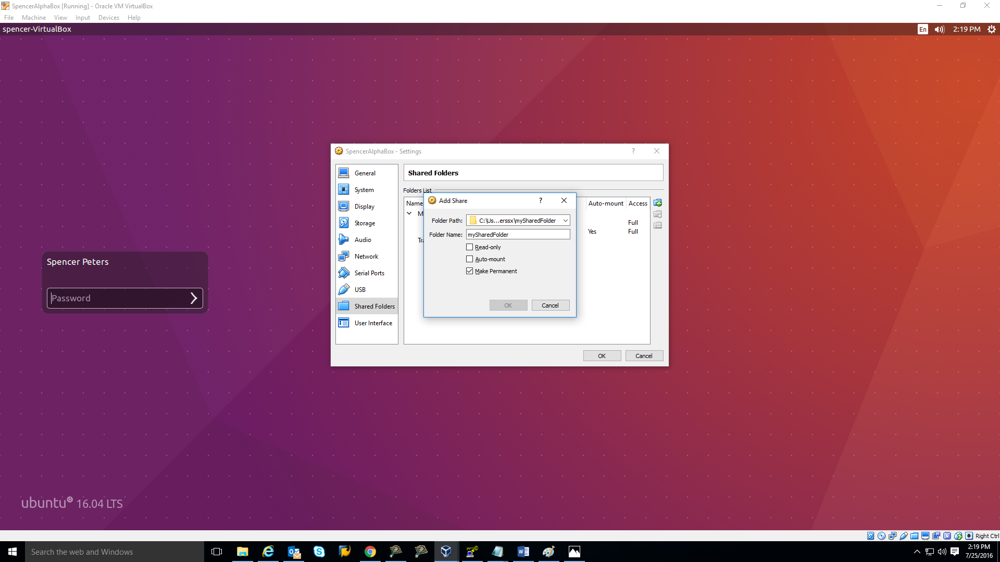 SpencerAlphaBox [Running] - Oracle VM VirtualBox
File Machine View Input Devices Help
spencer-VirtualBox
En 2:19 PM
SpencerAlphaBox - Settings ?
General
System
Display
Storage
Audio
Network
Serial Ports
USB
Shared Folders
User Interface
Shared Folders
Folders List
Name Auto-mount Access
M
Full
Yes Full
Tra
Add Share ?
Folder Path: C:\Us...erssx\mySharedFolder
Folder Name: mySharedFolder
Read-only
Auto-mount
Make Permanent
OK Cancel
OK Cancel
Spencer Peters
Password
ubuntu 16.04 LTS
Right Ctrl
Search the web and Windows
2:19 PM
7/25/2016